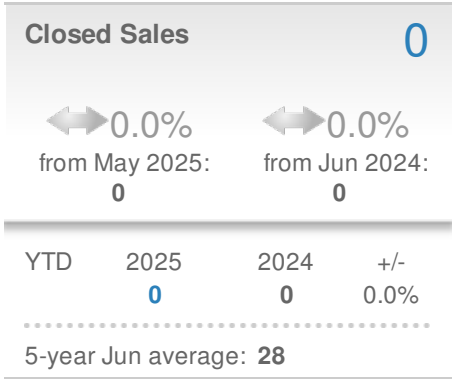 Closed Sales 0
0.0% 0.0%
from May 2025: from Jun 2024:
0 0
YTD 2025 2024 +/-
0 0 0.0%
5-year Jun average: 28